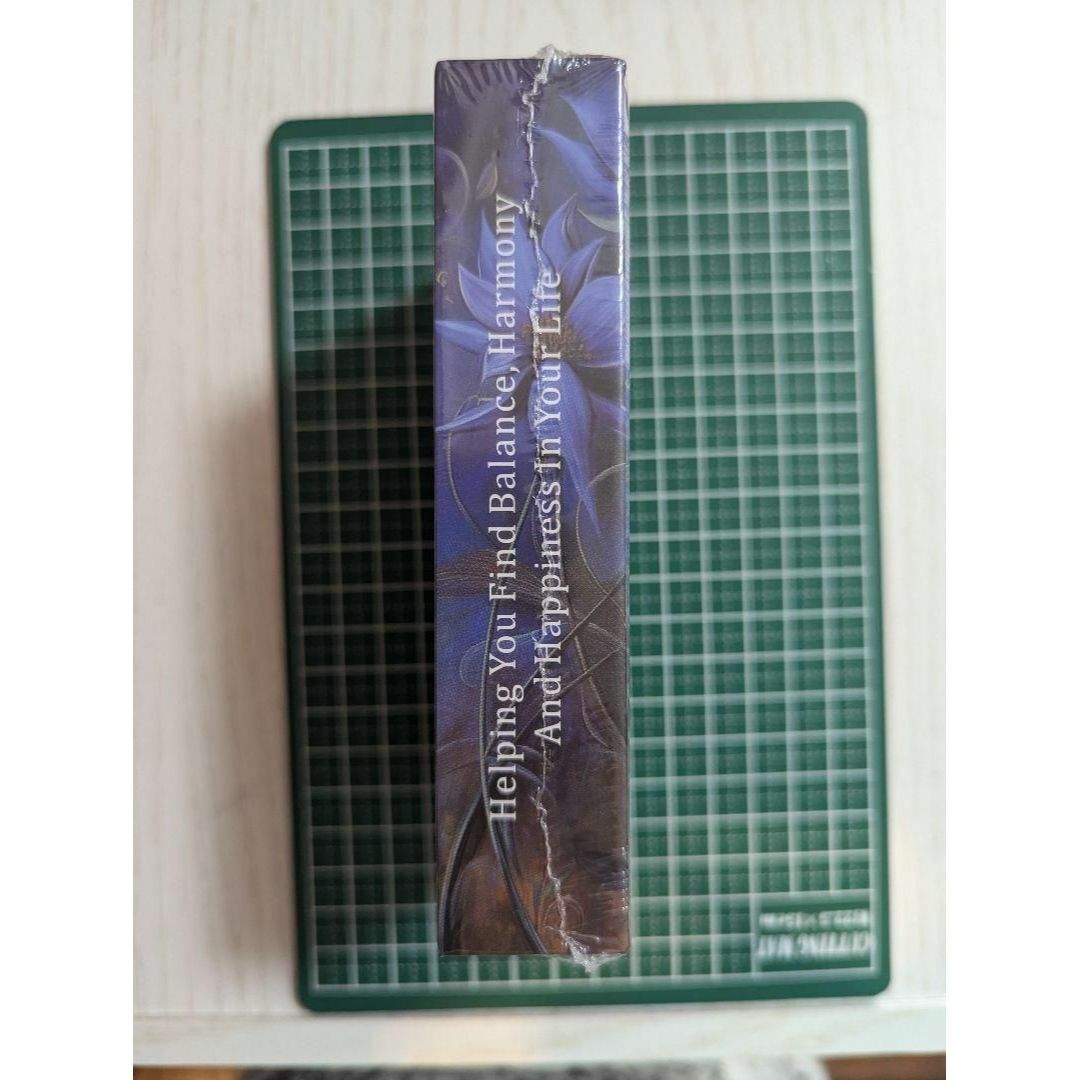 Helping You Find Balance, Harmony
And Happiness In Your Life
CUTTING MAT